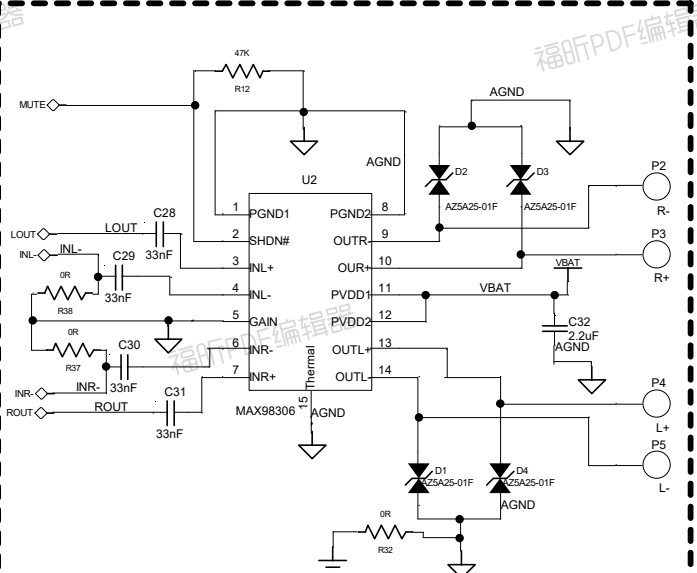 器
福昕PDF编辑器
47K
R12
MUTE
AGND
AGND
P2
R-
D2
D3
AZ5A25-01F
AZ5A25-01F
U2
1
PGND1
PGND2
8
P3
R+
C28
LOUT
LOUT
33nF
2
SHDN#
OUTR
9
INL-
INL-
C29
33nF
3
INL+
OUR+
10
VBAT
0R
R38
4
INL-
PVDD1
11
VBAT
5
GAIN
PVDD2
12
C32
2.2uF
AGND
0R
R37
C30
33nF
福昕PDF编辑器
6
INR-
OUTL+
13
7
INR+
OUTL
14
Thermal
INR-
INR-
C31
33nF
ROUT
ROUT
MAX98306
15
AGND
P4
L+
P5
L-
D1
AZ5A25-01F
D4
AZ5A25-01F
AGND
0R
R32